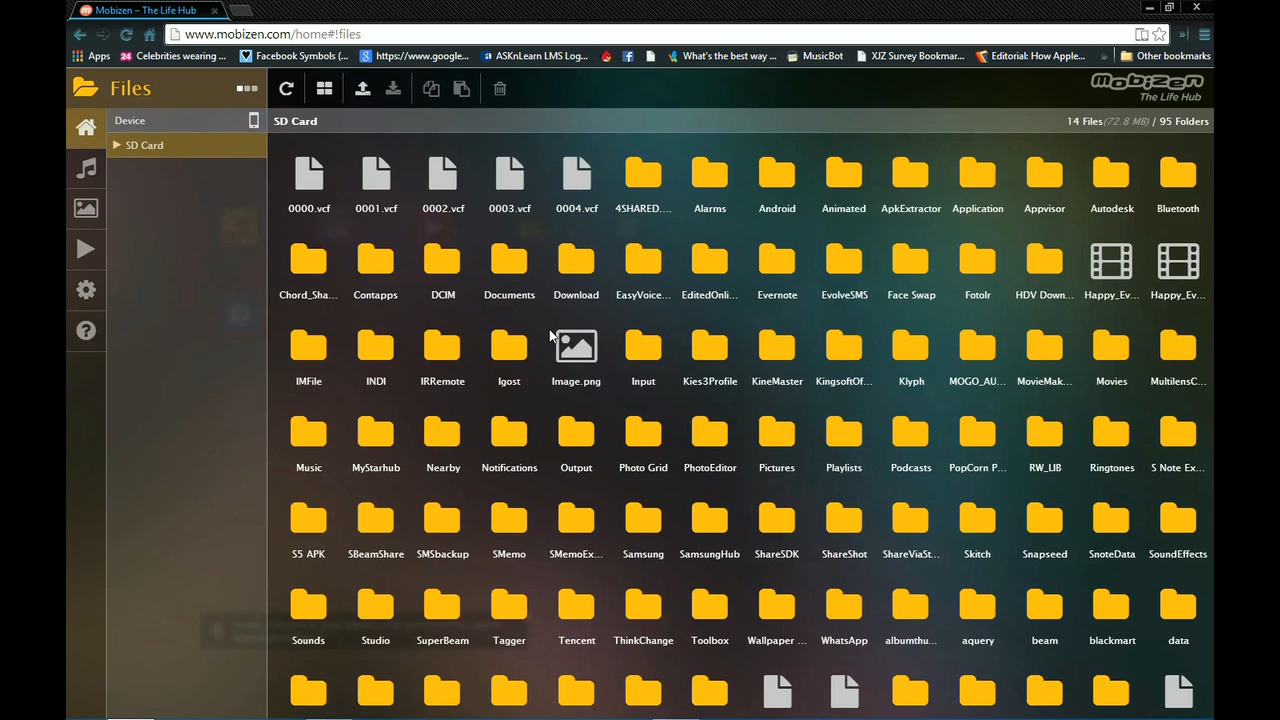 Mobizen – The Life Hub
www.mobizen.com/home#!files
Apps
Celebrities wearing ...
Facebook Symbols (...
https://www.google...
ASKnLearn LMS Log...
What's the best way ...
MusicBot
XJZ Survey Bookmar...
Editorial: How Apple...
Other bookmarks
Files
mobizen
The Life Hub
Device
SD Card
SD Card
14 Files(72.8 MB) / 95 Folders
0000.vcf 0001.vcf 0002.vcf 0003.vcf 0004.vcf 4SHARED.... Alarms Android Animated ApkExtractor Application Appvisor Autodesk Bluetooth
Chord_Sha... Contapps DCIM Documents Download EasyVoice... EditedOnli... Evernote EvolveSMS Face Swap Fotolr HDV Down... Happy_Ev... Happy_Ev...
IMFile INDI IRRemote Igost Image.png Input Kies3Profile KineMaster KingsoftOf... Klyph MOGO_AU... MovieMak... Movies MultilensC...
Music MyStarhub Nearby Notifications Output Photo Grid PhotoEditor Pictures Playlists Podcasts PopCorn P... RW_LIB Ringtones S Note Ex...
S5 APK SBeamShare SMSbackup SMemo SMemoEx... Samsung SamsungHub ShareSDK ShareShot ShareViaSt... Skitch Snapseed SnoteData SoundEffects
Sounds Studio SuperBeam Tagger Tencent ThinkChange Toolbox Wallpaper ... WhatsApp albumthu... aquery beam blackmart data